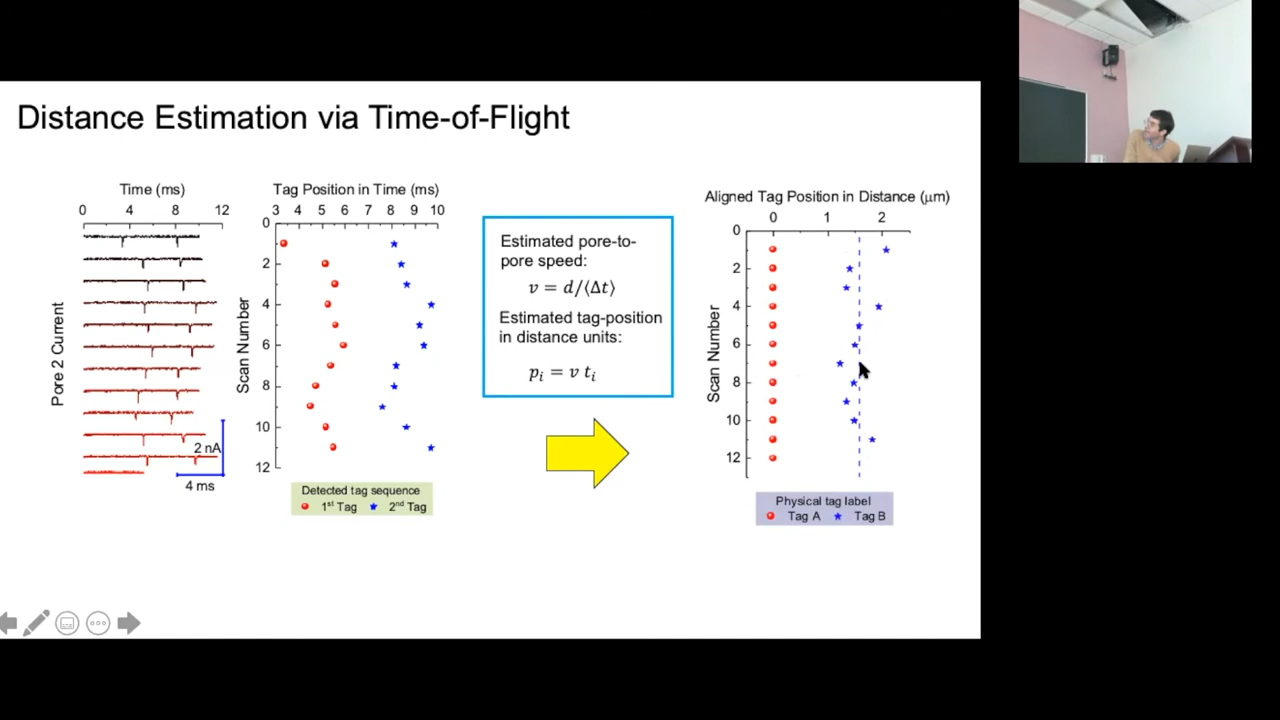 Distance Estimation via Time-of-Flight
Time (ms)
0 4 8 12
Pore 2 Current
2 nA
4 ms
Tag Position in Time (ms)
3 4 5 6 7 8 9 10
0
2
4
6
8
10
12
Scan Number
Detected tag sequence
1st Tag 2nd Tag
Estimated pore-to-
pore speed:
v = d/⟨Δt⟩
Estimated tag-position
in distance units:
pᵢ = v tᵢ
Aligned Tag Position in Distance (μm)
0 1 2
0
2
4
6
8
10
12
Scan Number
Physical tag label
Tag A Tag B